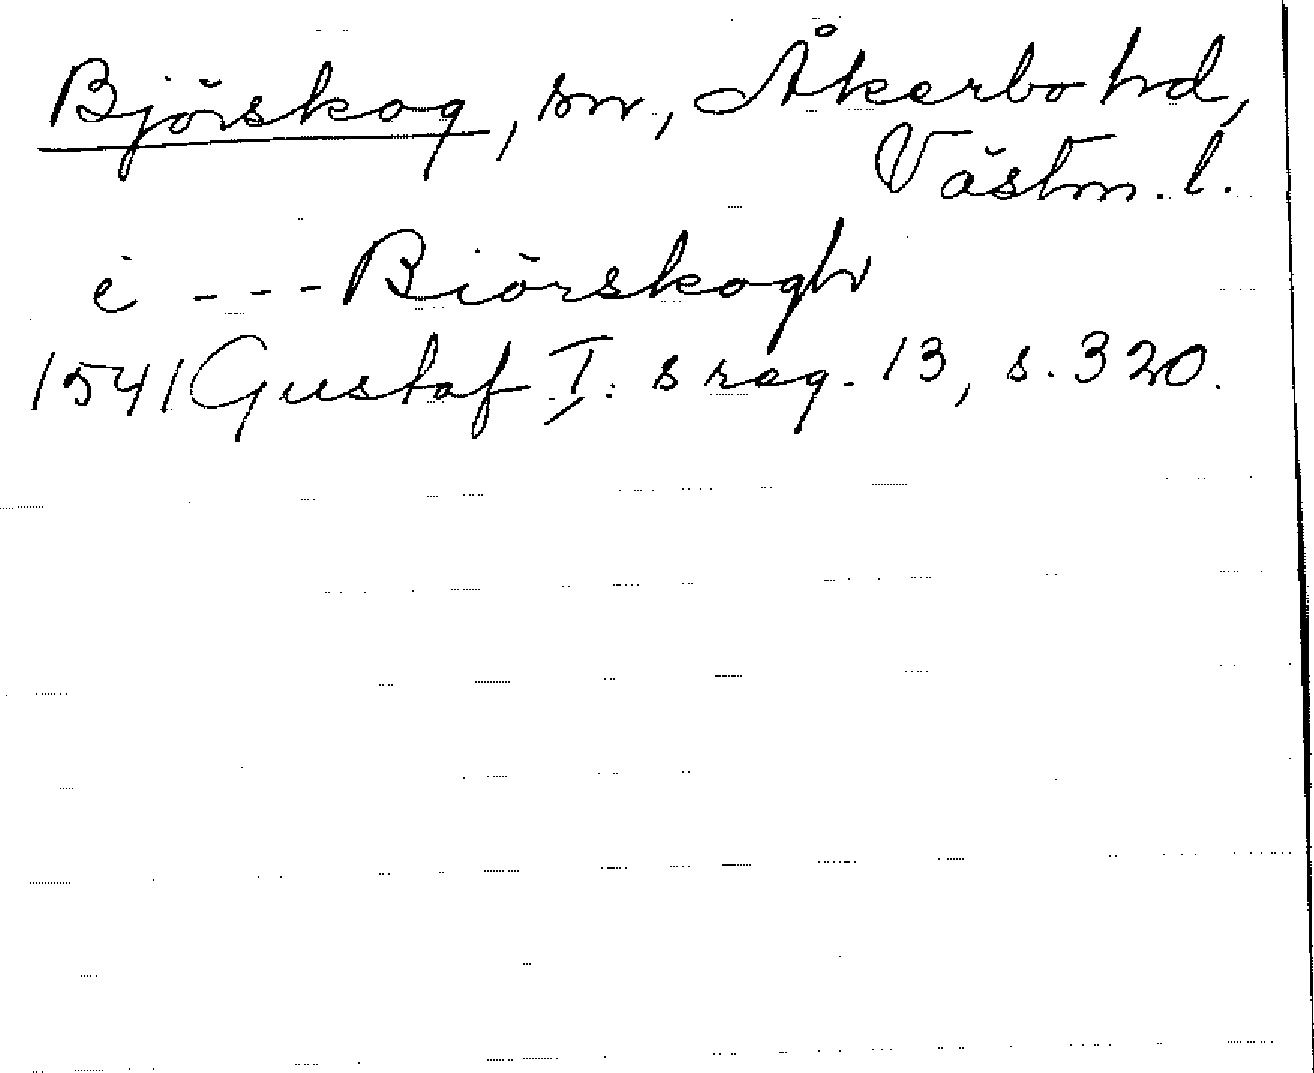 Björskog, sn, Åkerbo hd,
Västm. l.
i - - - Biörskogh
1541 Gustaf I: s reg. 13, s. 320.